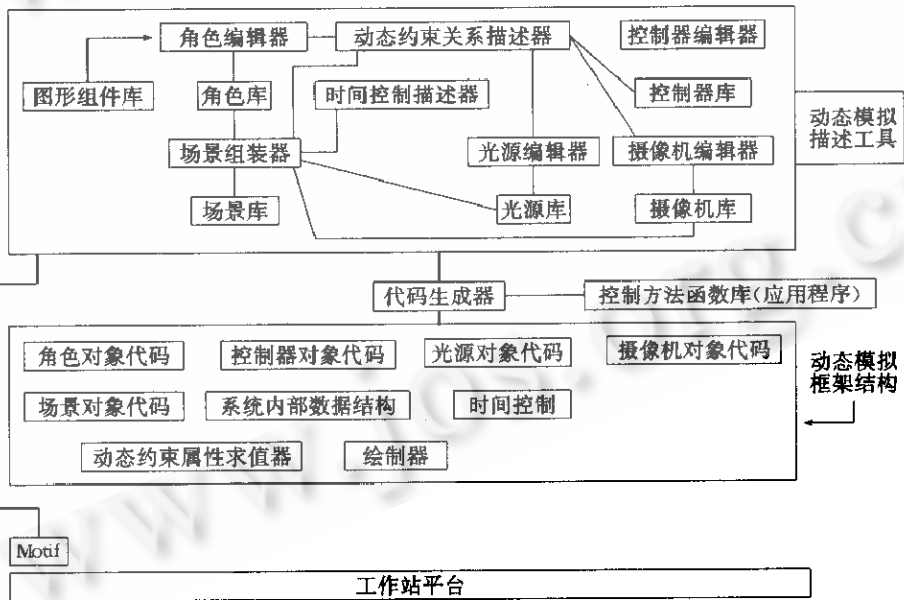 角色编辑器
动态约束关系描述器
控制器编辑器
图形组件库
角色库
时间控制描述器
控制器库
动态模拟
描述工具
场景组装器
光源编辑器
摄像机编辑器
场景库
光源库
摄像机库
代码生成器
控制方法函数库(应用程序)
角色对象代码
控制器对象代码
光源对象代码
摄像机对象代码
动态模拟
框架结构
场景对象代码
系统内部数据结构
时间控制
动态约束属性求值器
绘制器
Motif
工作站平台
www.jos.org.c